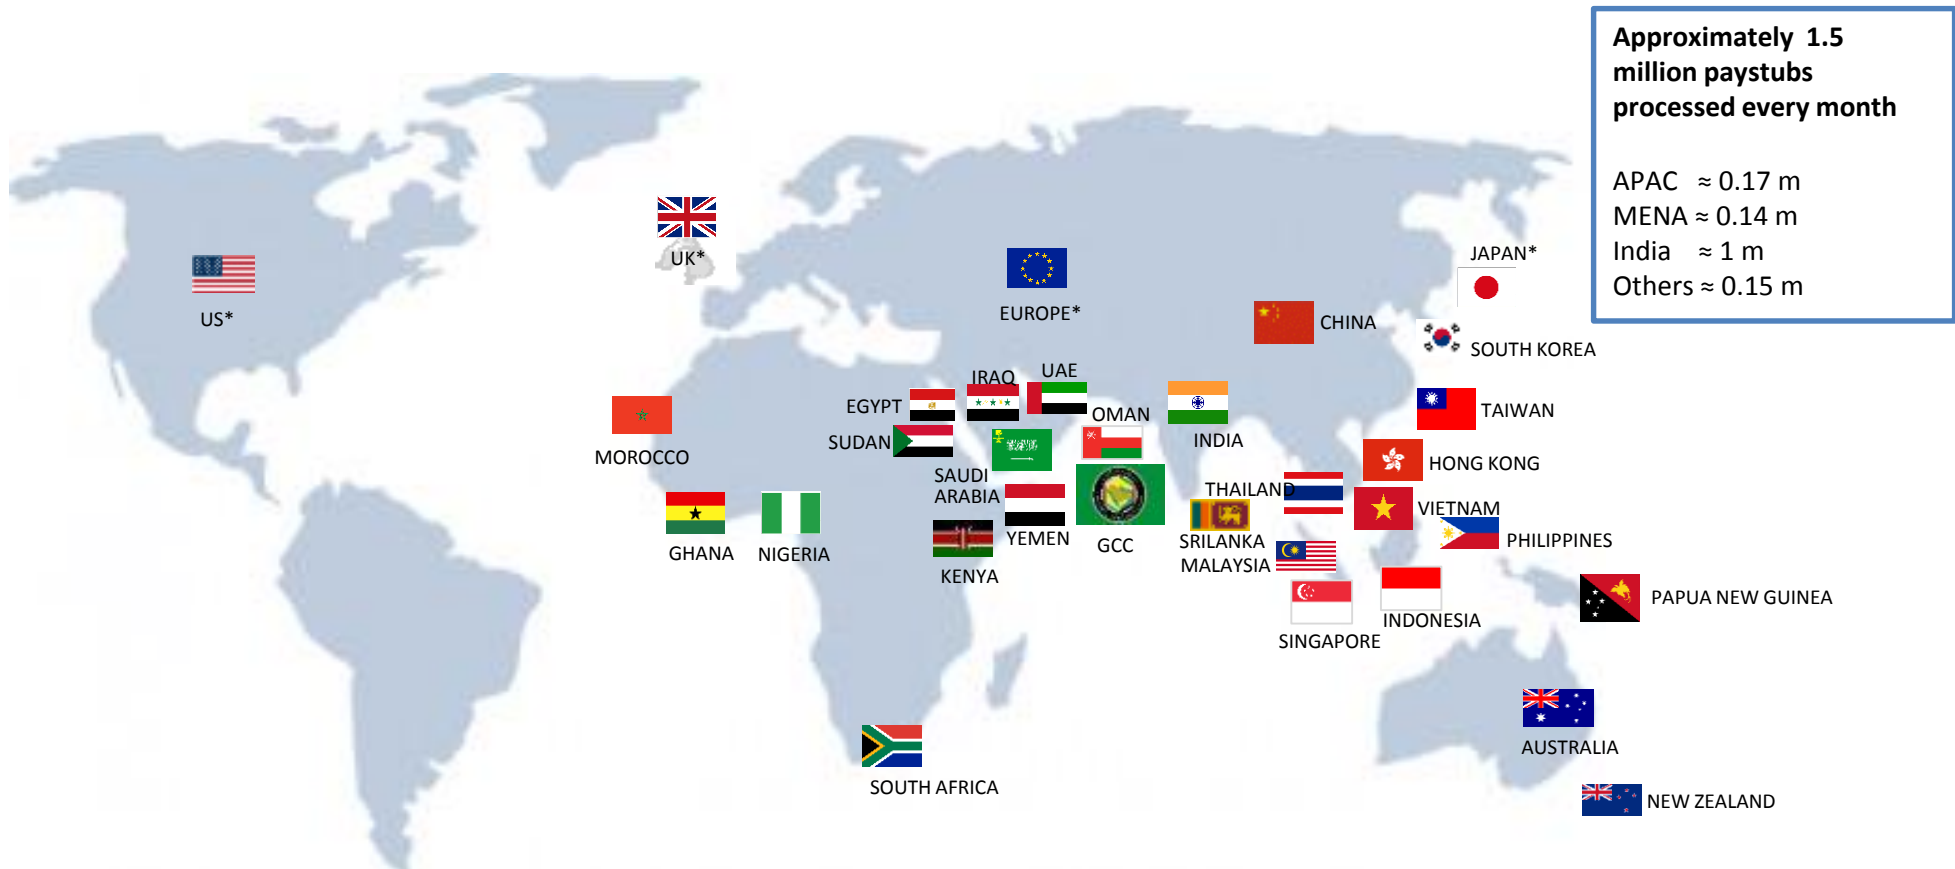 Approximately 1.5
million paystubs
processed every month
APAC ≈ 0.17 m
MENA ≈ 0.14 m
India ≈ 1 m
Others ≈ 0.15 m
US*
UK*
EUROPE*
JAPAN*
CHINA
SOUTH KOREA
TAIWAN
HONG KONG
VIETNAM
PHILIPPINES
PAPUA NEW GUINEA
IRAQ
UAE
EGYPT
OMAN
SUDAN
INDIA
MOROCCO
SAUDI
ARABIA
THAILAND
GHANA
NIGERIA
KENYA
YEMEN
GCC
SRILANKA
MALAYSIA
SINGAPORE
INDONESIA
SOUTH AFRICA
AUSTRALIA
NEW ZEALAND